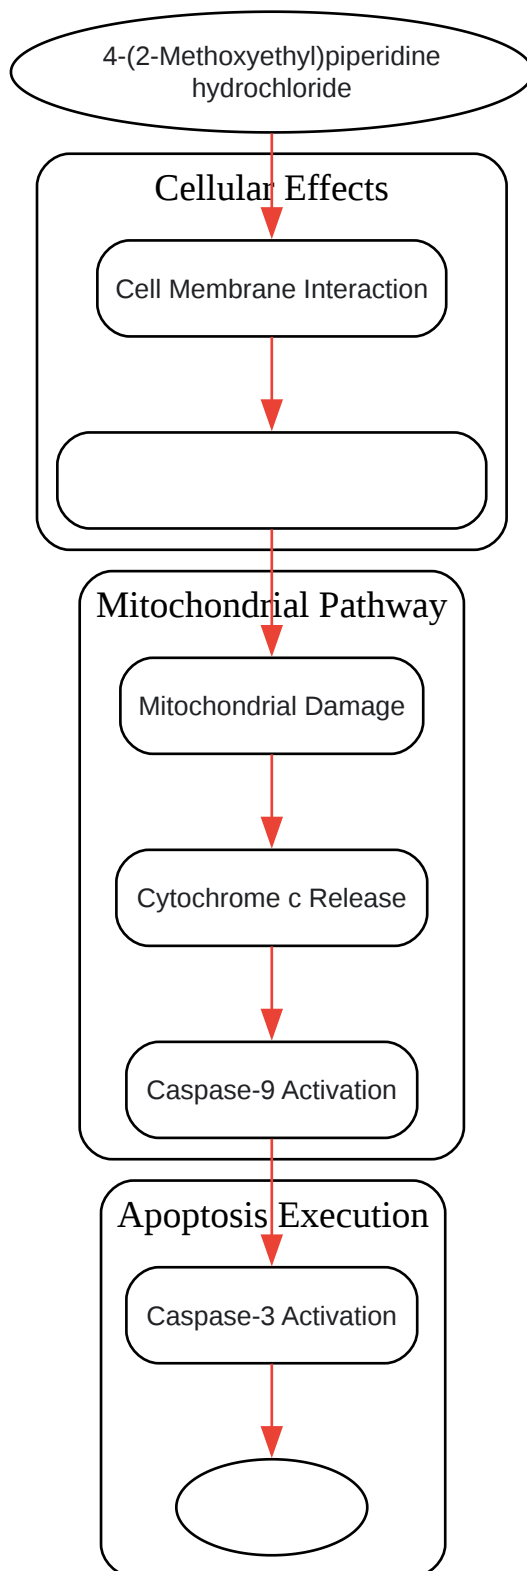 4-(2-Methoxyethyl)piperidine
hydrochloride
Cellular Effects
Cell Membrane Interaction
Mitochondrial Pathway
Mitochondrial Damage
Cytochrome c Release
Caspase-9 Activation
Apoptosis Execution
Caspase-3 Activation